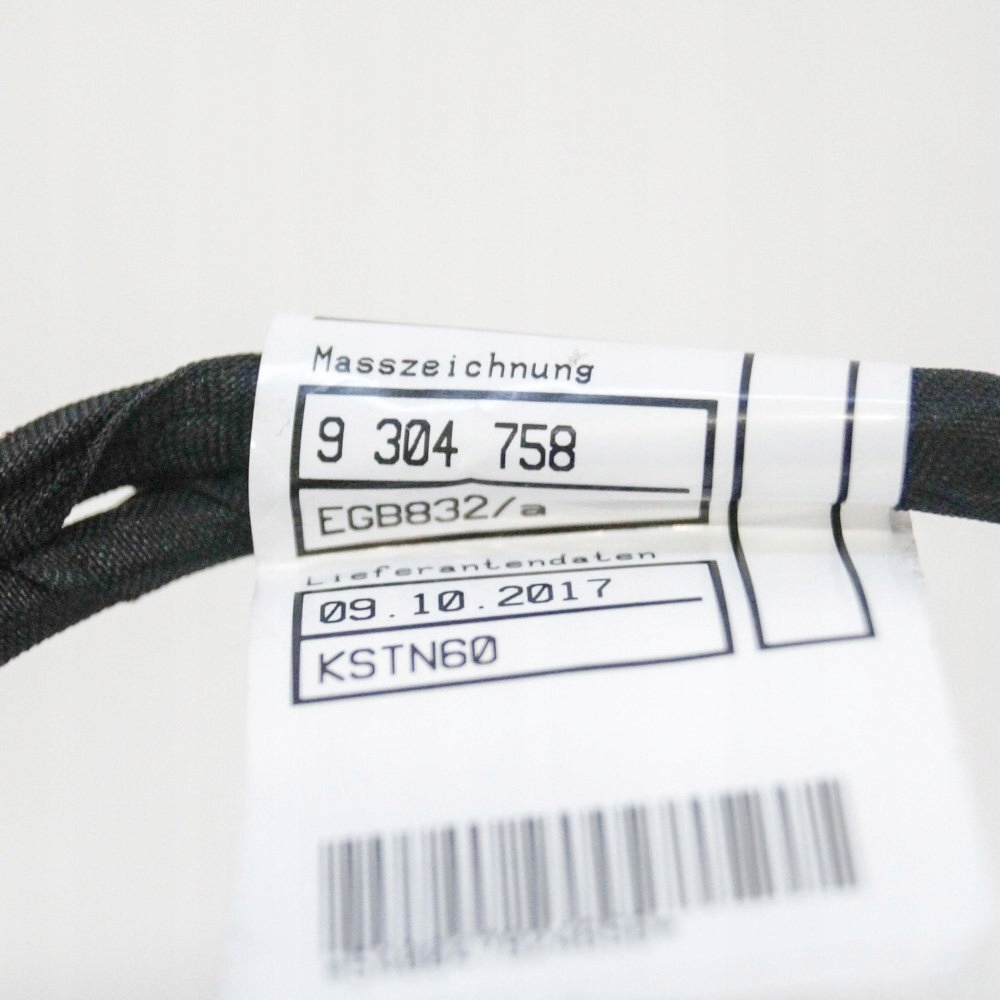 Masszeichnung
9 304 758
EGB832/a
Lieferantendaten
09.10.2017
KSTN60